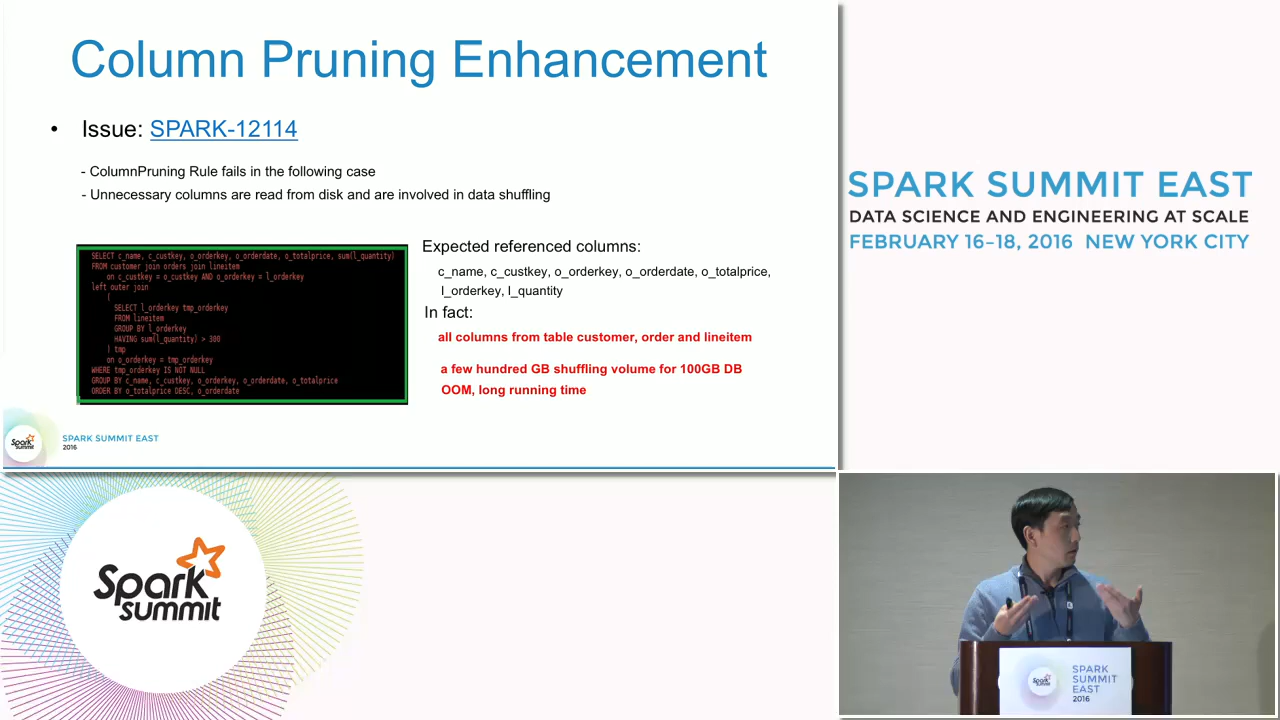 Column Pruning Enhancement
• Issue: SPARK-12114
- ColumnPruning Rule fails in the following case
- Unnecessary columns are read from disk and are involved in data shuffling
SELECT c_name, c_custkey, o_orderkey, o_orderdate, o_totalprice, sum(l_quantity)
FROM customer join orders join lineitem
on c_custkey = o_custkey AND o_orderkey = l_orderkey
left outer join
(
SELECT l_orderkey tmp_orderkey
FROM lineitem
GROUP BY l_orderkey
HAVING sum(l_quantity) > 300
) tmp
on o_orderkey = tmp_orderkey
WHERE tmp_orderkey IS NOT NULL
GROUP BY c_name, c_custkey, o_orderkey, o_orderdate, o_totalprice
ORDER BY o_totalprice DESC, o_orderdate
Expected referenced columns:
c_name, c_custkey, o_orderkey, o_orderdate, o_totalprice,
l_orderkey, l_quantity
In fact:
all columns from table customer, order and lineitem
a few hundred GB shuffling volume for 100GB DB
OOM, long running time
Spark
summit
SPARK SUMMIT EAST
2016
SPARK SUMMIT EAST
DATA SCIENCE AND ENGINEERING AT SCALE
FEBRUARY 16–18, 2016 NEW YORK CITY
Spark
summit
Spark
summit
SPARK
SUMMIT
EAST
2016